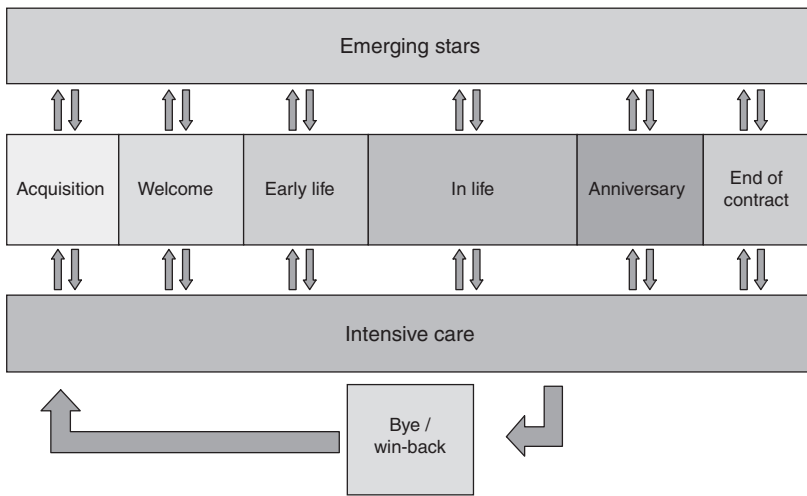 Emerging stars
Acquisition
Welcome
Early life
In life
Anniversary
End of
contract
Intensive care
Bye /
win-back